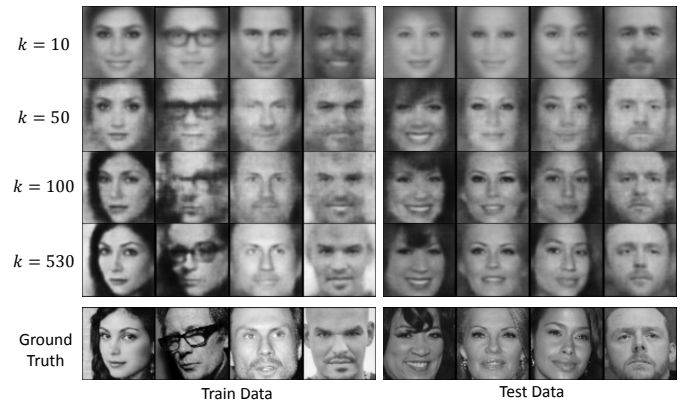 k = 10
k = 50
k = 100
k = 530
Ground
Truth
Train Data
Test Data